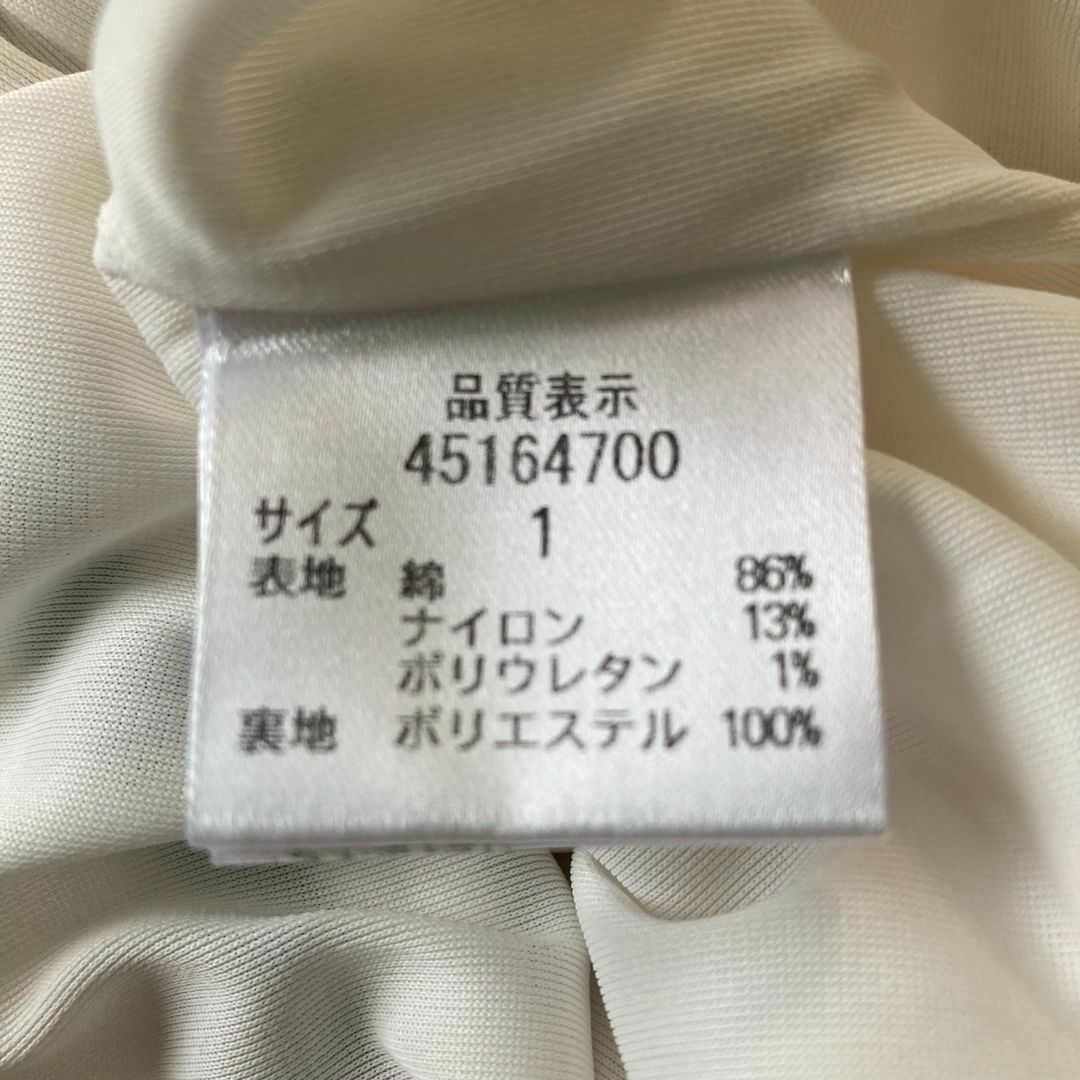 品質表示
45164700
サイズ 1
表地 綿 86%
ナイロン 13%
ポリウレタン 1%
裏地 ポリエステル 100%